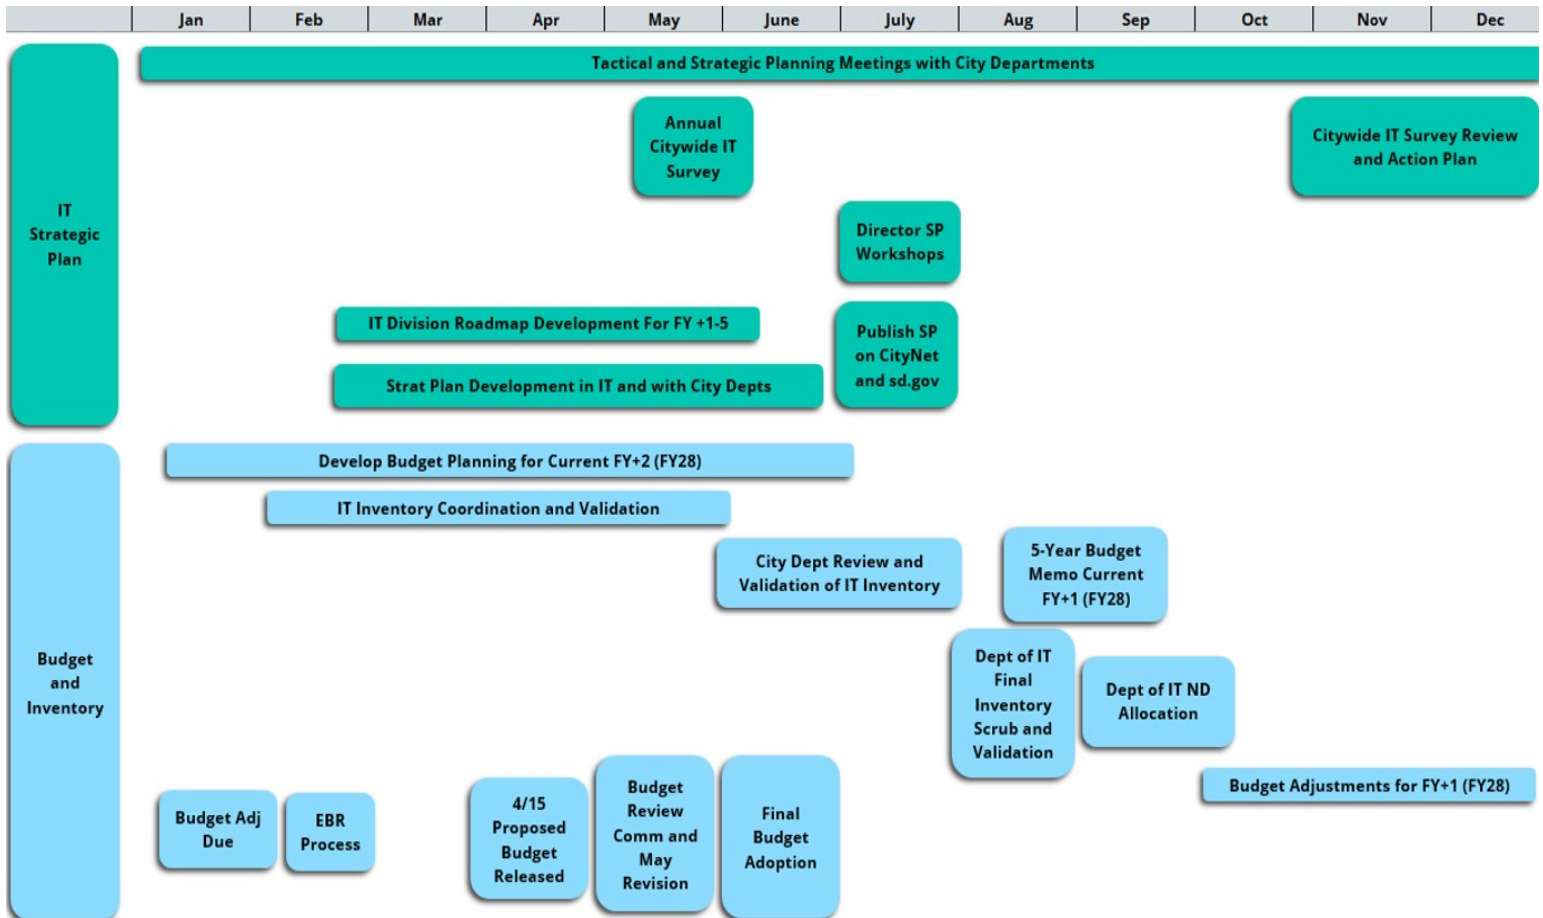 Jan Feb Mar Apr May June July Aug Sep Oct Nov Dec
IT
Strategic
Plan
Tactical and Strategic Planning Meetings with City Departments
Annual
Citywide IT
Survey
Citywide IT Survey Review
and Action Plan
Director SP
Workshops
IT Division Roadmap Development For FY +1-5
Publish SP
on CityNet
and sd.gov
Strat Plan Development in IT and with City Depts
Budget
and
Inventory
Develop Budget Planning for Current FY+2 (FY28)
IT Inventory Coordination and Validation
City Dept Review and
Validation of IT Inventory
5-Year Budget
Memo Current
FY+1 (FY28)
Dept of IT
Final
Inventory
Scrub and
Validation
Dept of IT ND
Allocation
Budget Adjustments for FY+1 (FY28)
Budget Adj
Due
EBR
Process
4/15
Proposed
Budget
Released
Budget
Review
Comm and
May
Revision
Final
Budget
Adoption